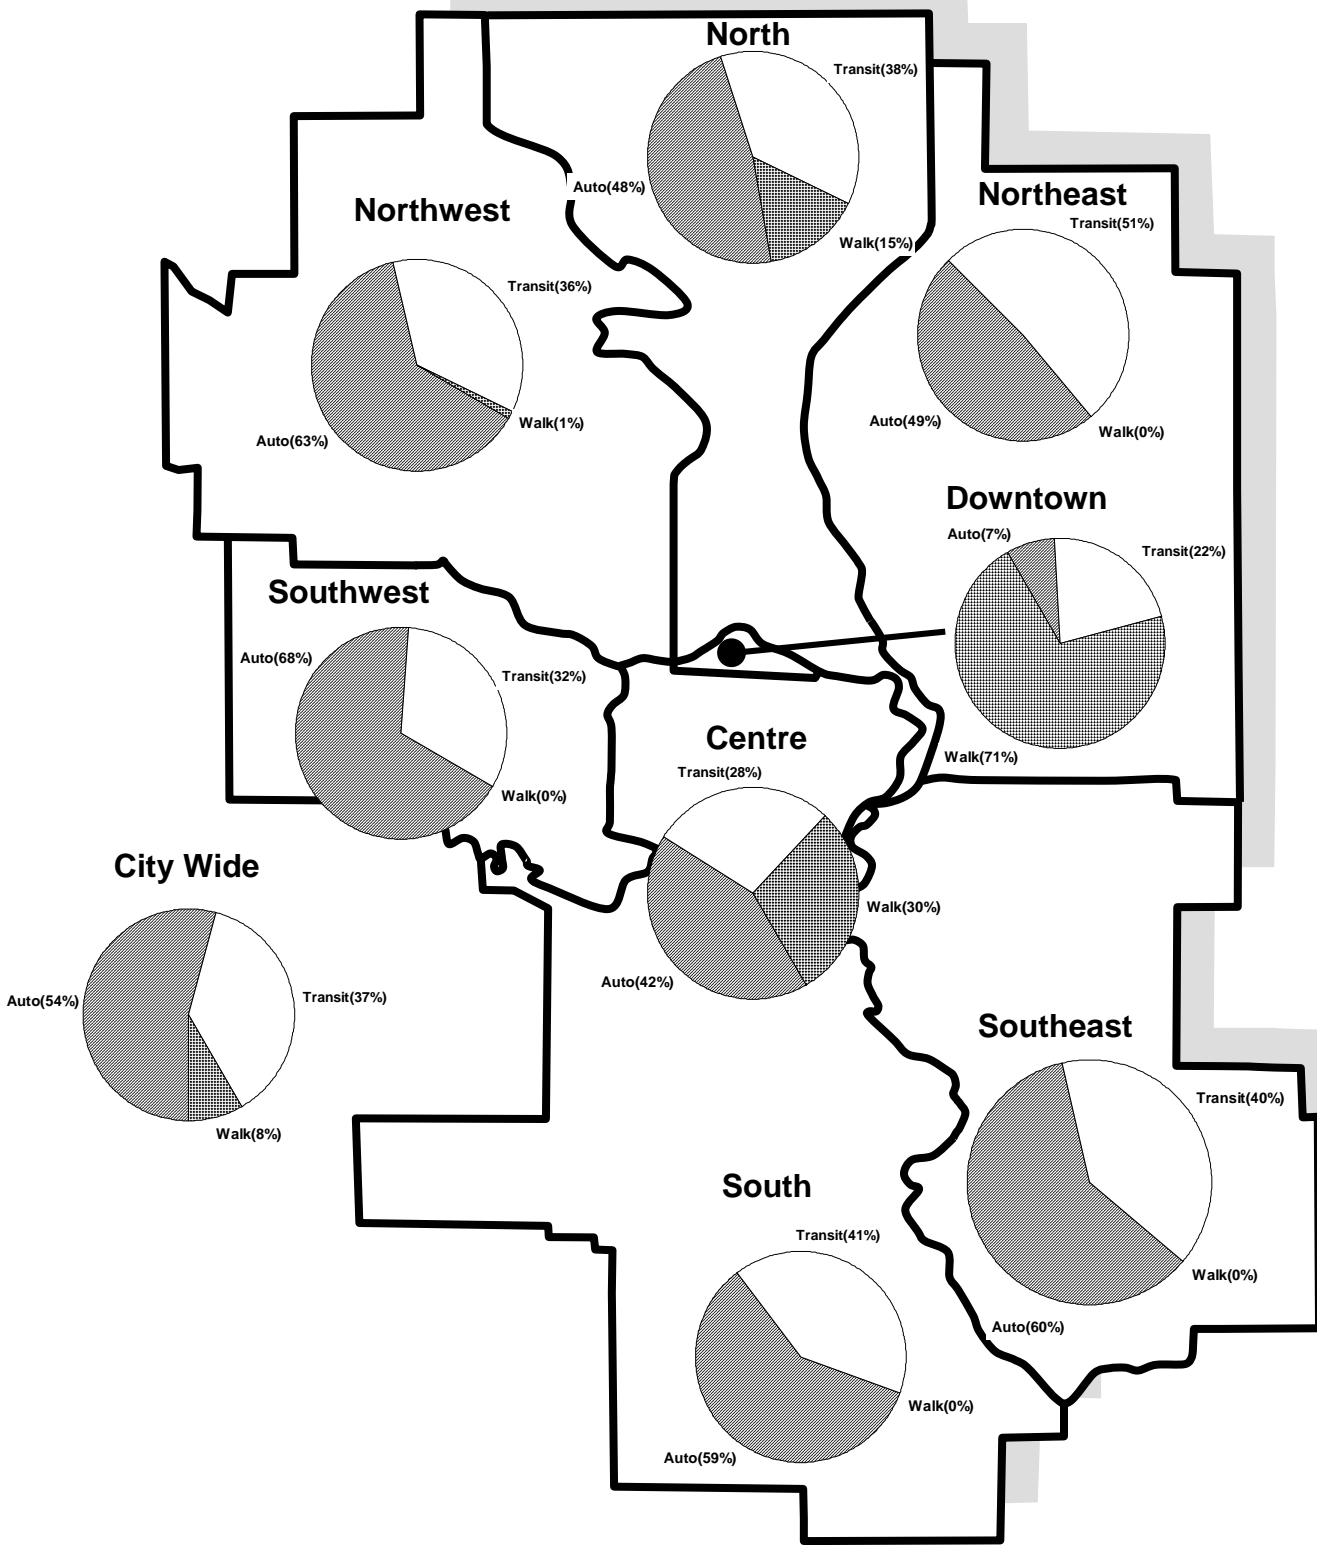 North
Transit(38%)
Auto(48%)
Walk(15%)
Northeast
Transit(51%)
Auto(49%)
Walk(0%)
Northwest
Transit(36%)
Auto(63%)
Walk(1%)
Downtown
Auto(7%)
Transit(22%)
Walk(71%)
Southwest
Auto(68%)
Transit(32%)
Walk(0%)
Centre
Transit(28%)
Walk(30%)
Auto(42%)
City Wide
Auto(54%)
Transit(37%)
Walk(8%)
Southeast
Transit(40%)
Walk(0%)
Auto(60%)
South
Transit(41%)
Walk(0%)
Auto(59%)